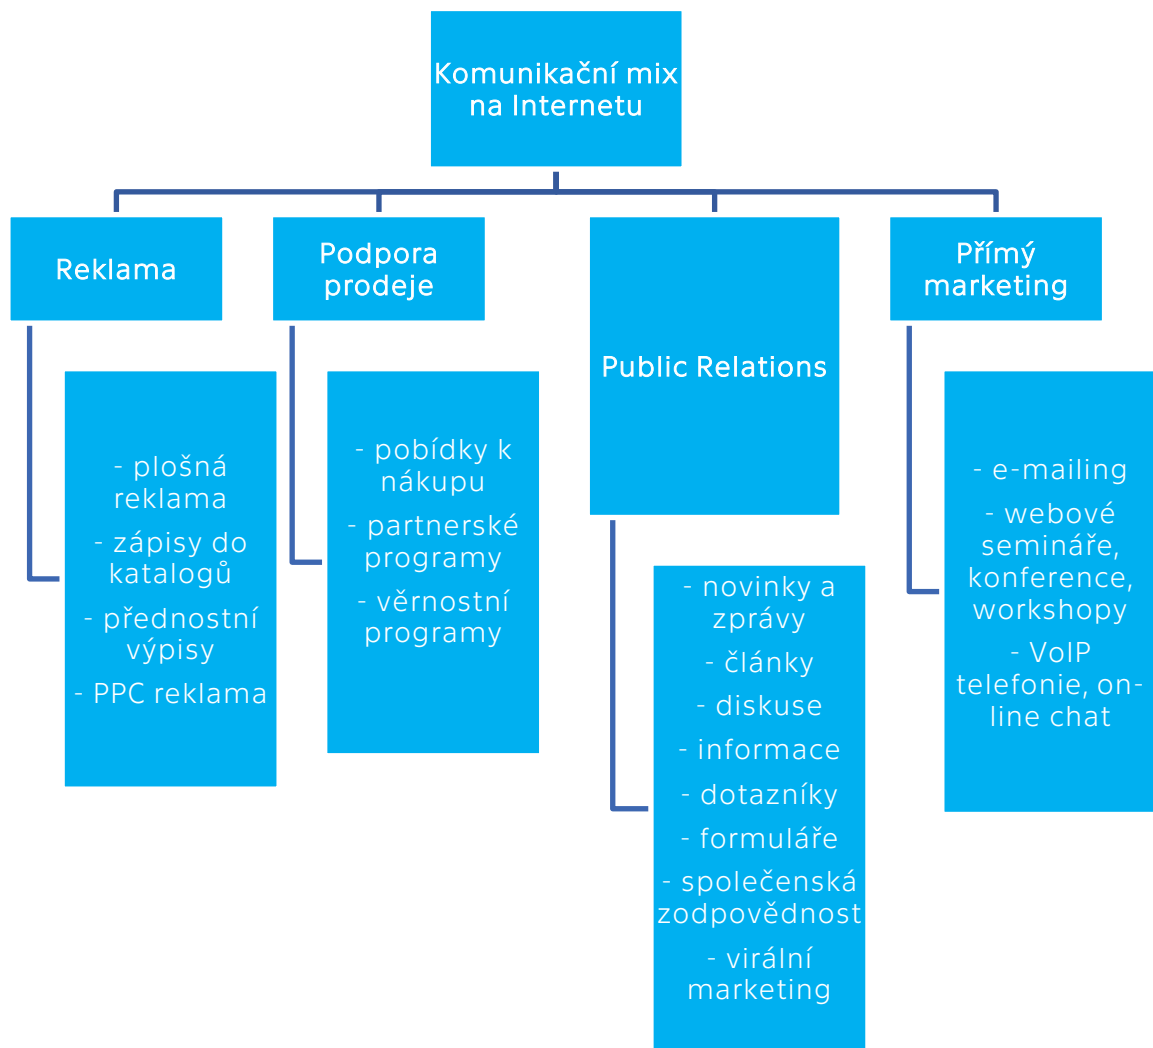 Komunikační mix
na Internetu
Reklama
Podpora
prodeje
Public Relations
Přímý
marketing
- plošná
reklama
- zápisy do
katalogů
- přednostní
výpisy
- PPC reklama
- pobídky k
nákupu
- partnerské
programy
- věrnostní
programy
- novinky a
zprávy
- články
- diskuse
- informace
- dotazníky
- formuláře
- společenská
zodpovědnost
- virální
marketing
- e-mailing
- webové
semináře,
konference,
workshopy
- VoIP
telefonie, on-
line chat